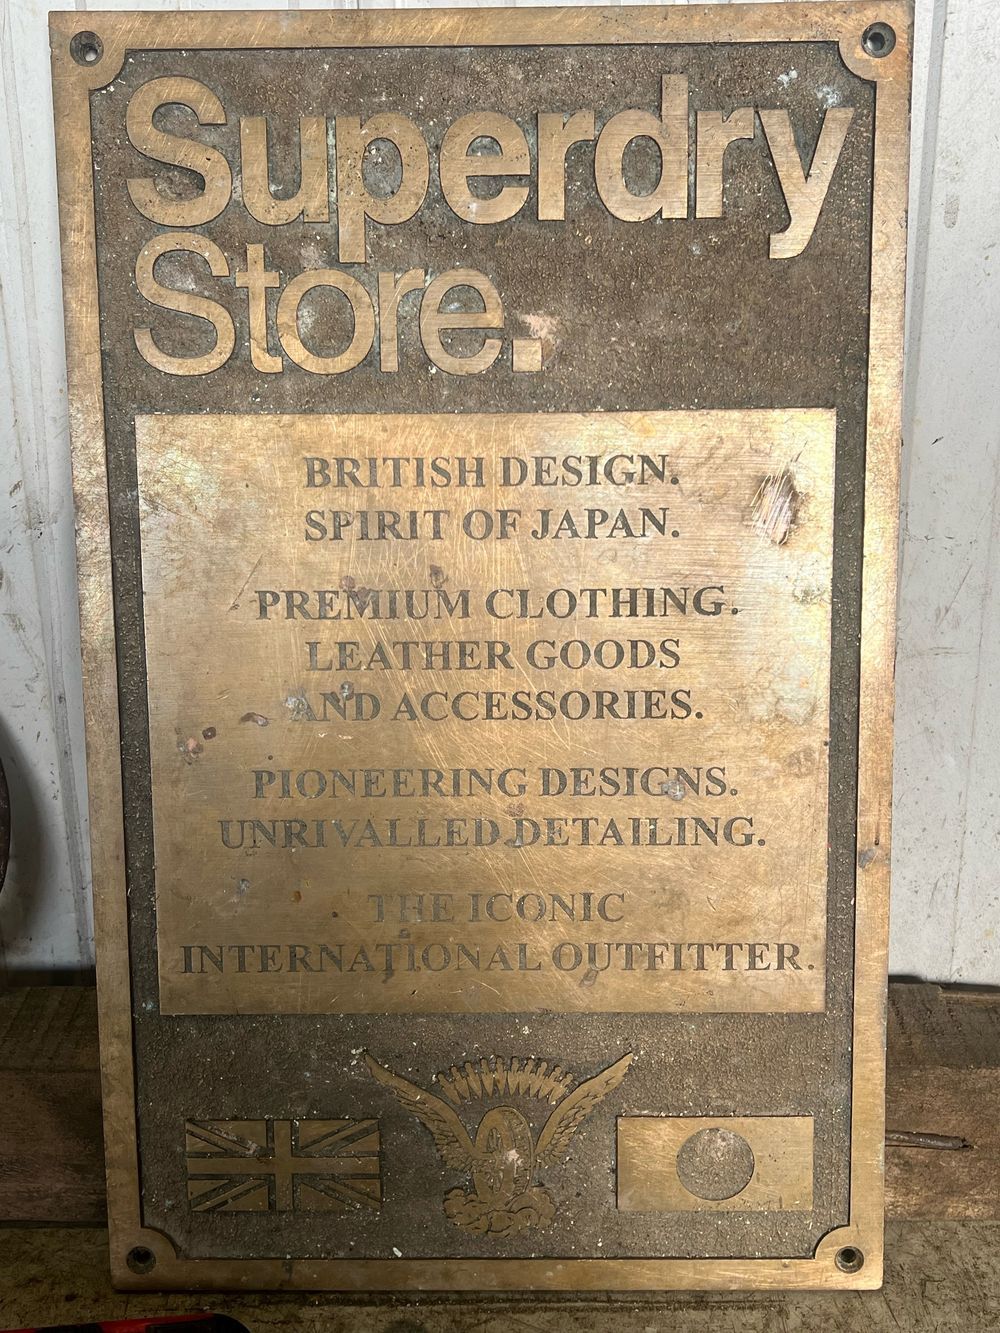 Superdry
Store.
BRITISH DESIGN.
SPIRIT OF JAPAN.
PREMIUM CLOTHING.
LEATHER GOODS
AND ACCESSORIES.
PIONEERING DESIGNS.
UNRIVALLED DETAILING.
THE ICONIC
INTERNATIONAL OUTFITTER.